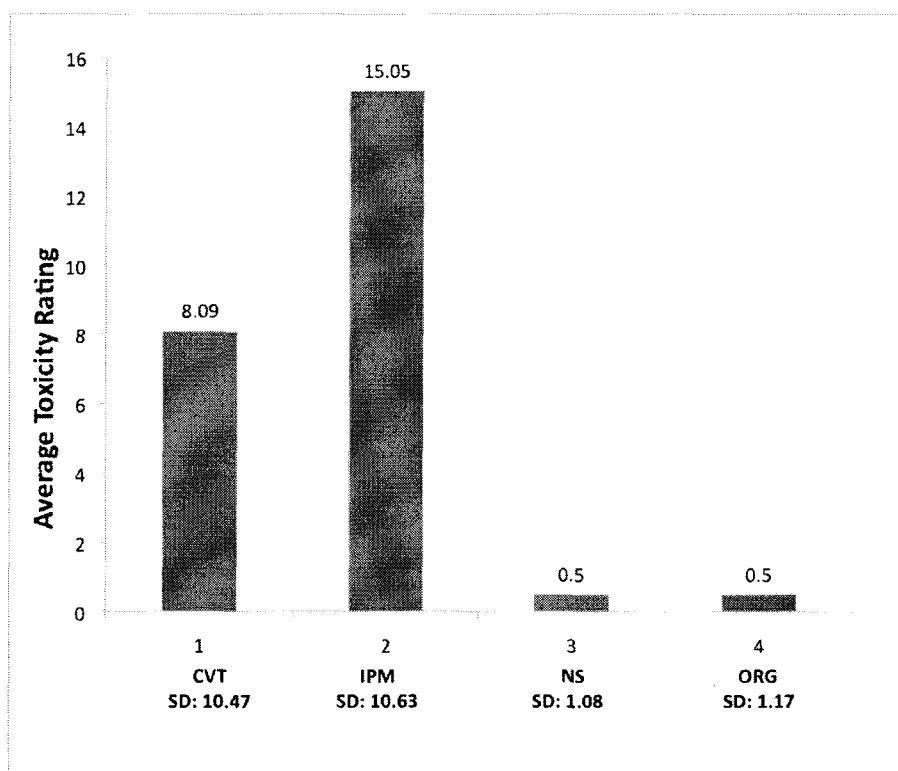 Average Toxicity Rating
16
14
12
10
8
6
4
2
0
8.09
15.05
0.5
0.5
1
2
3
4
CVT
IPM
NS
ORG
SD: 10.47
SD: 10.63
SD: 1.08
SD: 1.17